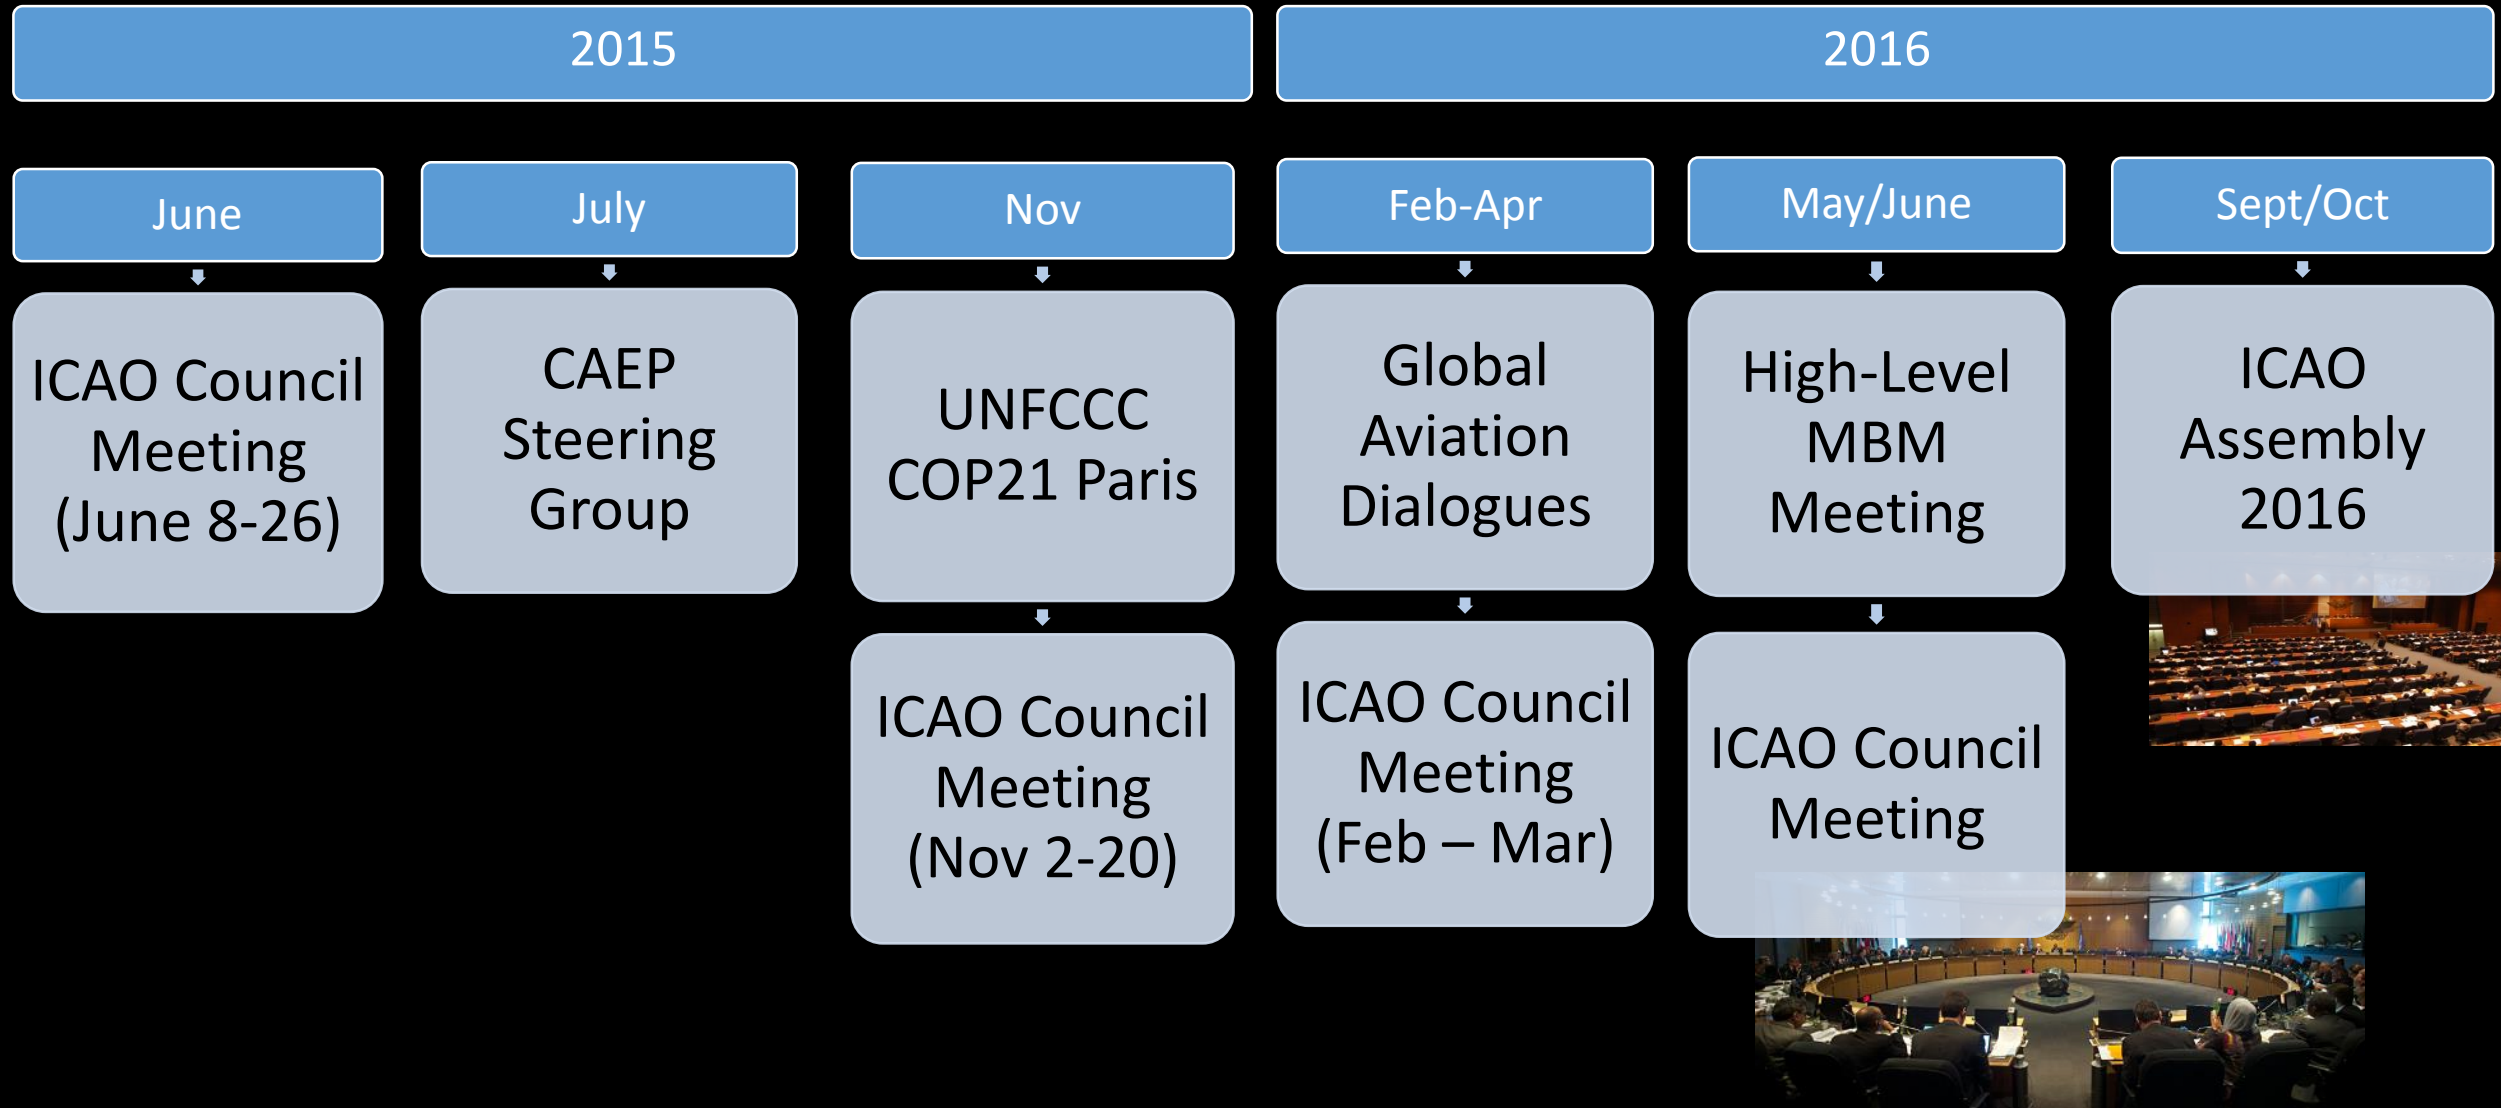 2015
2016
June
July
Nov
Feb-Apr
May/June
Sept/Oct
ICAO Council
Meeting
(June 8-26)
CAEP
Steering
Group
UNFCCC
COP21 Paris
ICAO Council
Meeting
(Nov 2-20)
Global
Aviation
Dialogues
ICAO Council
Meeting
(Feb – Mar)
High-Level
MBM
Meeting
ICAO Council
Meeting
ICAO
Assembly
2016